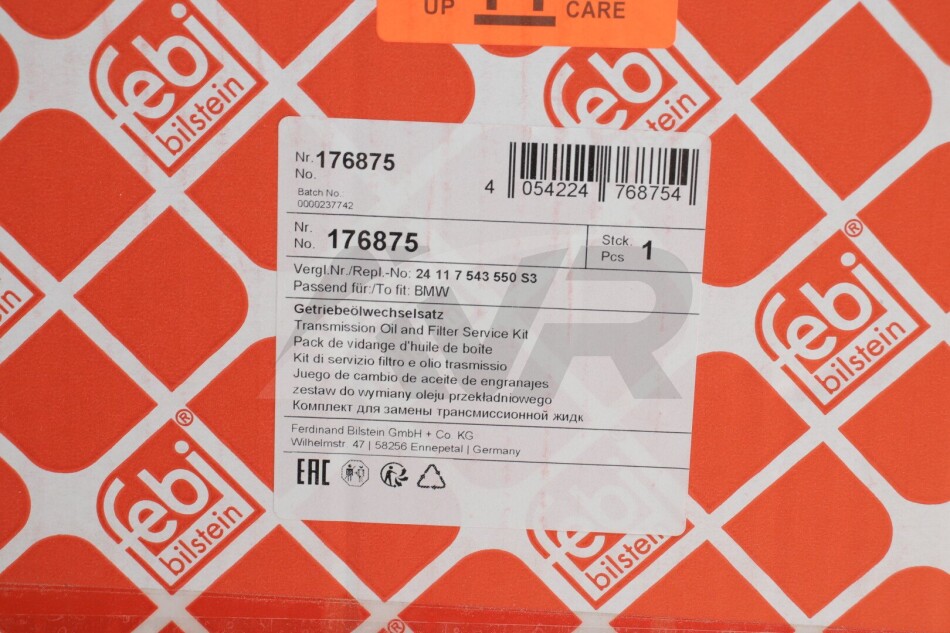 UP
CARE
febi
bilstein
febi
bilstein
Nr. 176875
No.
Batch No.
0000237742
4 054224 768754
Nr.
No. 176875
Stck.
Pcs 1
Vergl.Nr./Repl.-No: 24 11 7 543 550 S3
Passend für:/To fit: BMW
Getriebeölwechselsatz
Transmission Oil and Filter Service Kit
Pack de vidange d'huile de boîte
Kit di servizio filtro e olio trasmissio
Juego de cambio de aceite de engranajes
zestaw do wymiany oleju przekładniowego
Комплект для замены трансмиссионной жидк
Ferdinand Bilstein GmbH + Co. KG
Wilhelmstr. 47 | 58256 Ennepetal | Germany
EAC
AVR
febi
bilstein
®
febi
bilstein
®
bilstein